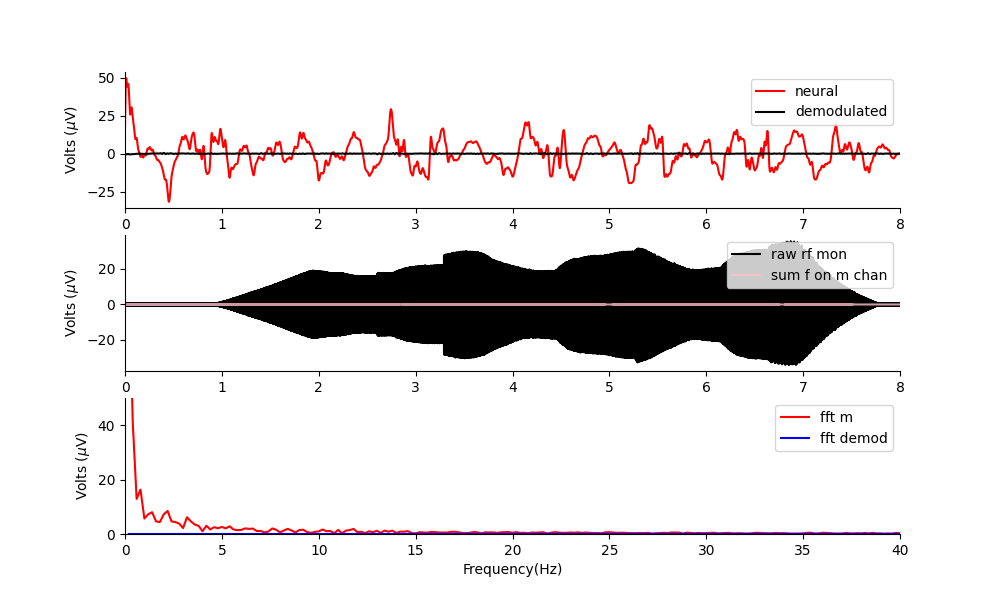 50
25
0
−25
Volts (μV)
neural
demodulated
0 1 2 3 4 5 6 7 8
20
0
−20
Volts (μV)
raw rf mon
sum f on m chan
0 1 2 3 4 5 6 7 8
40
20
0
Volts (μV)
fft m
fft demod
0 5 10 15 20 25 30 35 40
Frequency(Hz)